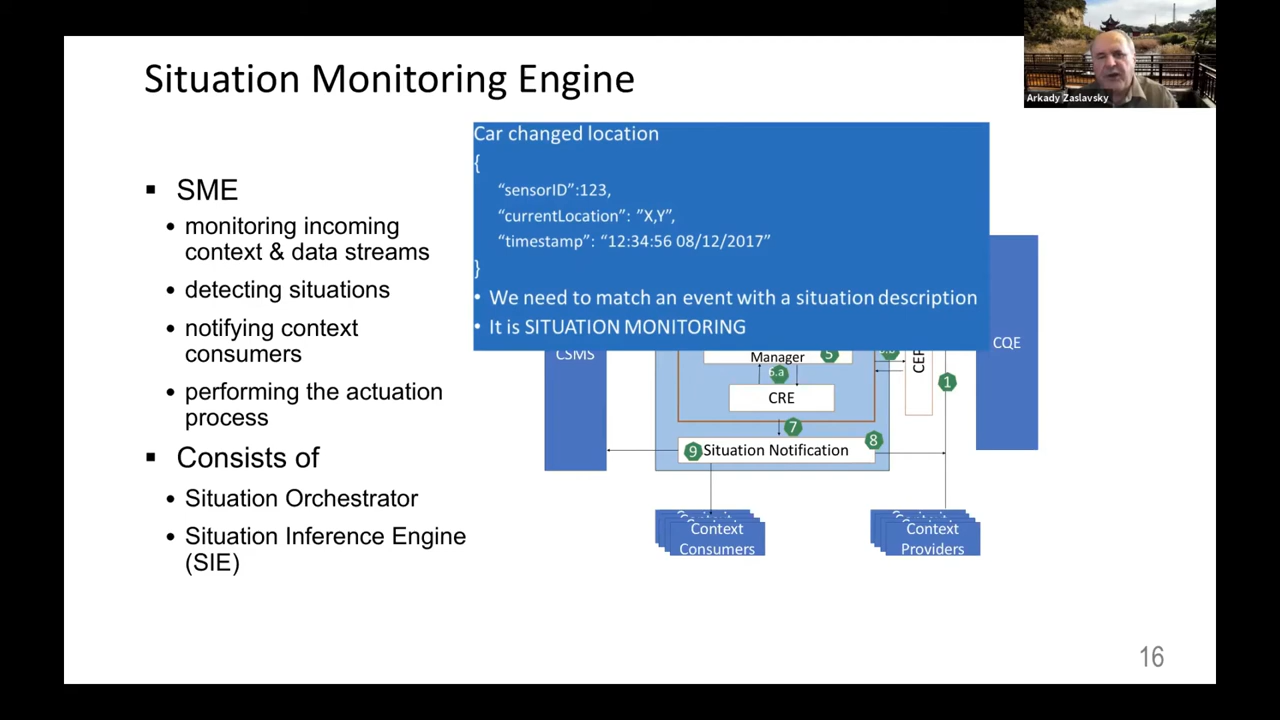 Situation Monitoring Engine
Arkady Zaslavsky
▪ SME
• monitoring incoming
context & data streams
• detecting situations
• notifying context
consumers
• performing the actuation
process
▪ Consists of
• Situation Orchestrator
• Situation Inference Engine
(SIE)
Car changed location
{
“sensorID”:123,
“currentLocation”: ”X,Y”,
“timestamp”: “12:34:56 08/12/2017”
}
• We need to match an event with a situation description
• It is SITUATION MONITORING
CSMS
Manager
5
6.a
CRE
7
8
9
Situation Notification
1
CQE
Context
Consumers
Context
Providers
16